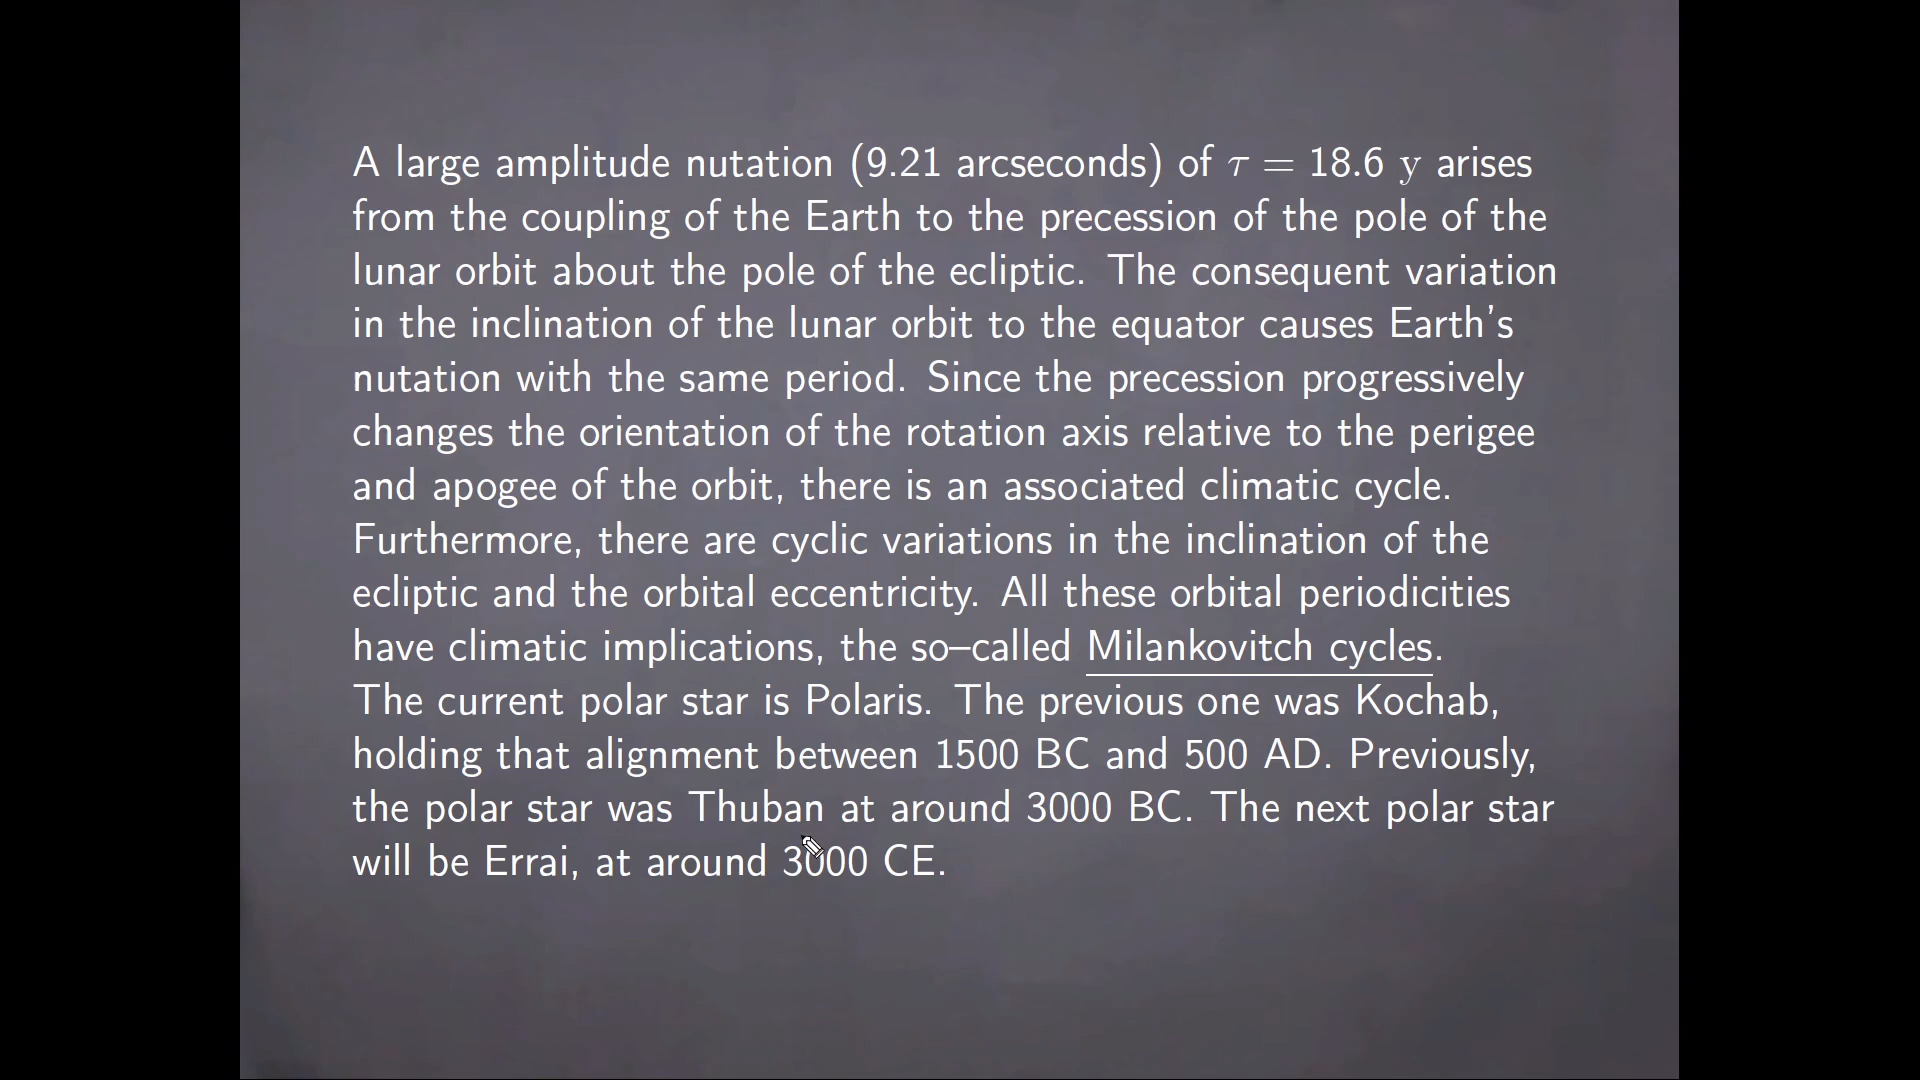 A large amplitude nutation (9.21 arcseconds) of τ = 18.6 y arises
from the coupling of the Earth to the precession of the pole of the
lunar orbit about the pole of the ecliptic. The consequent variation
in the inclination of the lunar orbit to the equator causes Earth's
nutation with the same period. Since the precession progressively
changes the orientation of the rotation axis relative to the perigee
and apogee of the orbit, there is an associated climatic cycle.
Furthermore, there are cyclic variations in the inclination of the
ecliptic and the orbital eccentricity. All these orbital periodicities
have climatic implications, the so–called Milankovitch cycles.
The current polar star is Polaris. The previous one was Kochab,
holding that alignment between 1500 BC and 500 AD. Previously,
the polar star was Thuban at around 3000 BC. The next polar star
will be Errai, at around 3000 CE.